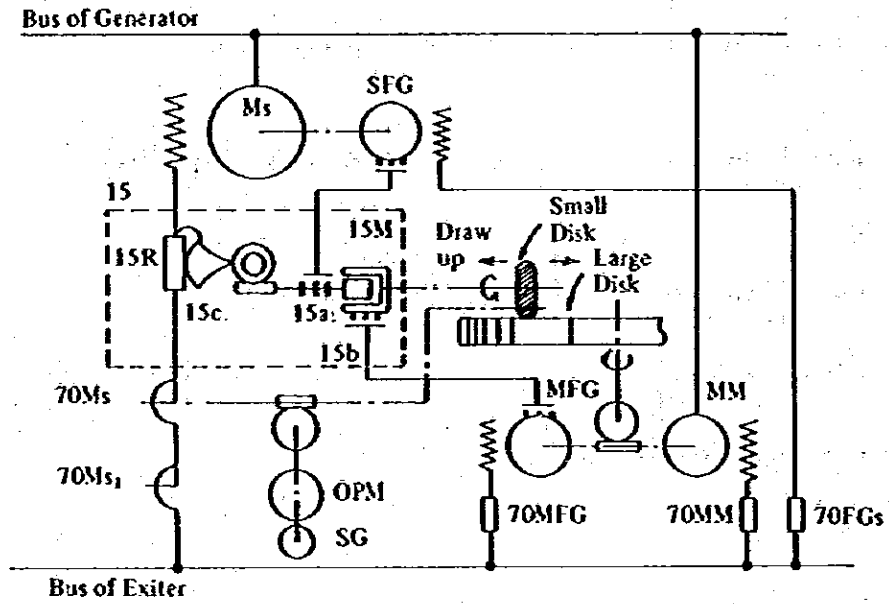 Bus of Generator
SFG
Ms
15
15M
Small
Disk
Draw
up
Large
Disk
15R
15c.
15a:
15b
70Ms
MFG
MM
70Ms₁
OPM
70MFG
70MM
70FGs
SG
Bus of Exiter